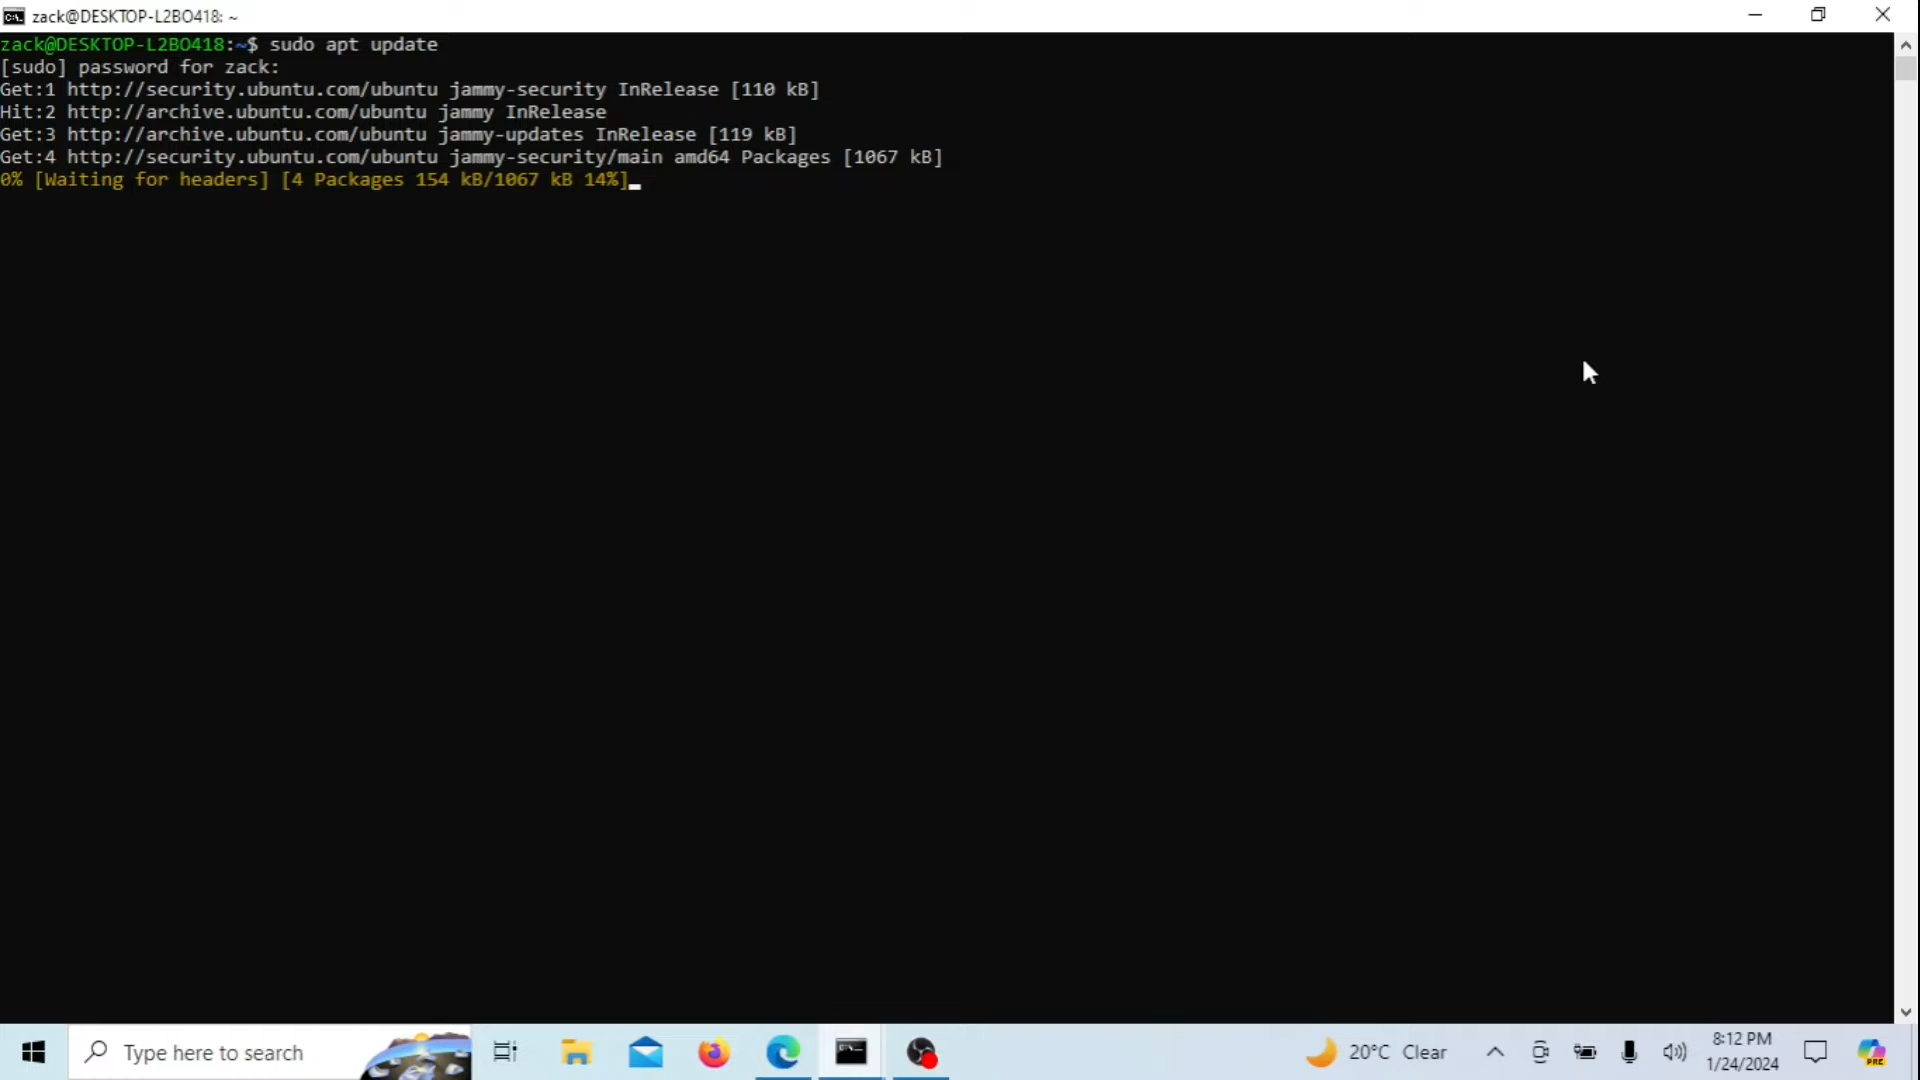 zack@DESKTOP-L2BO418: ~
zack@DESKTOP-L2BO418:~$ sudo apt update
[sudo] password for zack:
Get:1 http://security.ubuntu.com/ubuntu jammy-security InRelease [110 kB]
Hit:2 http://archive.ubuntu.com/ubuntu jammy InRelease
Get:3 http://archive.ubuntu.com/ubuntu jammy-updates InRelease [119 kB]
Get:4 http://security.ubuntu.com/ubuntu jammy-security/main amd64 Packages [1067 kB]
0% [Waiting for headers] [4 Packages 154 kB/1067 kB 14%]
Type here to search
20°C Clear
8:12 PM
1/24/2024
PRE